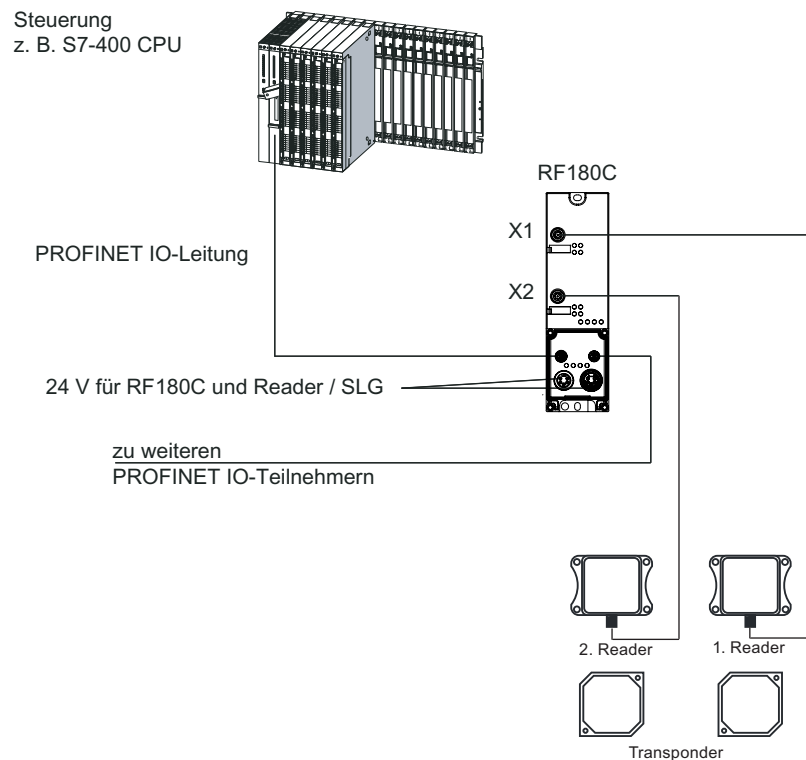 Steuerung
z. B. S7-400 CPU
RF180C
X1
PROFINET IO-Leitung
X2
24 V für RF180C und Reader / SLG
zu weiteren
PROFINET IO-Teilnehmern
2. Reader
1. Reader
Transponder